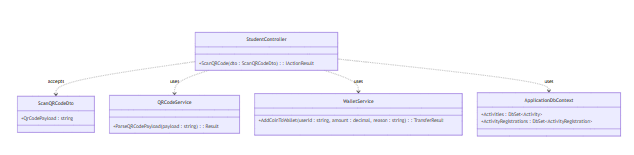 StudentController
+ScanQRCode(dto : ScanQRCodeDto) : : IActionResult
accepts
uses
uses
uses
ScanQRCodeDto
+QrCodePayload : string
QRCodeService
+ParseQRCodePayload(payload : string) : : Result
WalletService
+AddCoinToWallet(userId : string, amount : decimal, reason : string) : : TransferResult
ApplicationDbContext
+Activities : DbSet<Activity>
+ActivityRegistrations : DbSet<ActivityRegistration>